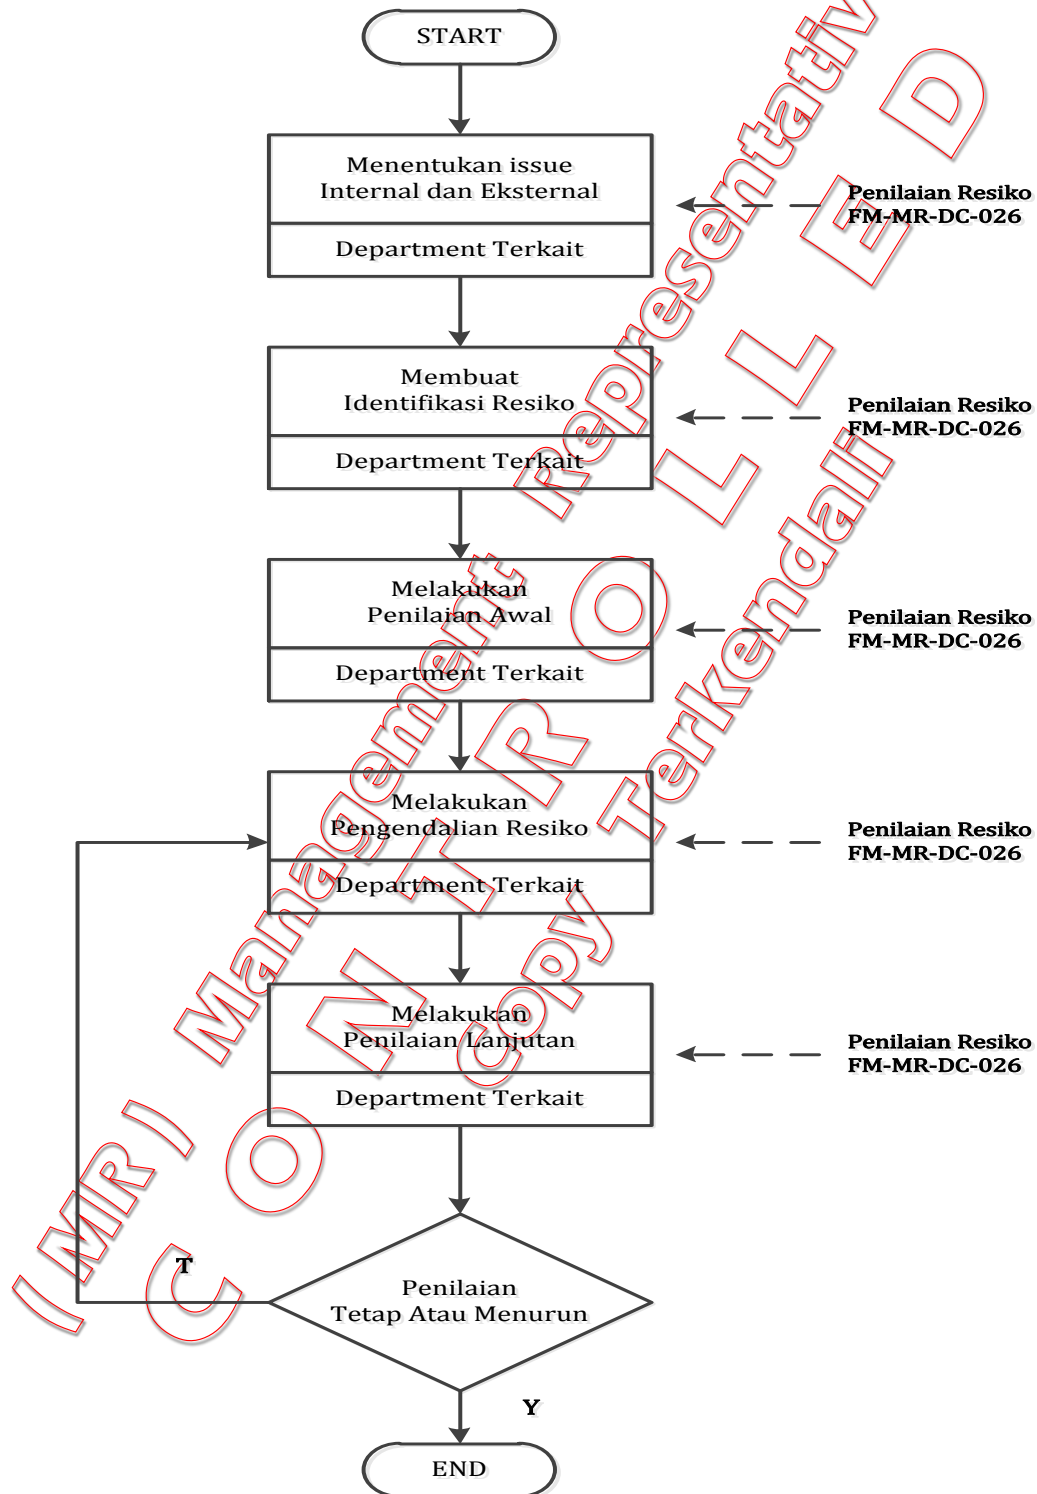 START
Menentukan issue
Internal dan Eksternal
Department Terkait
Penilaian Resiko
FM-MR-DC-026
Membuat
Identifikasi Resiko
Department Terkait
Penilaian Resiko
FM-MR-DC-026
Melakukan
Penilaian Awal
Department Terkait
Penilaian Resiko
FM-MR-DC-026
Melakukan
Pengendalian Resiko
Department Terkait
Penilaian Resiko
FM-MR-DC-026
Melakukan
Penilaian Lanjutan
Department Terkait
Penilaian Resiko
FM-MR-DC-026
T
Penilaian
Tetap Atau Menurun
Y
END
( MR ) Management Representativ
C O N T R O L L E D
Copy Terkendali